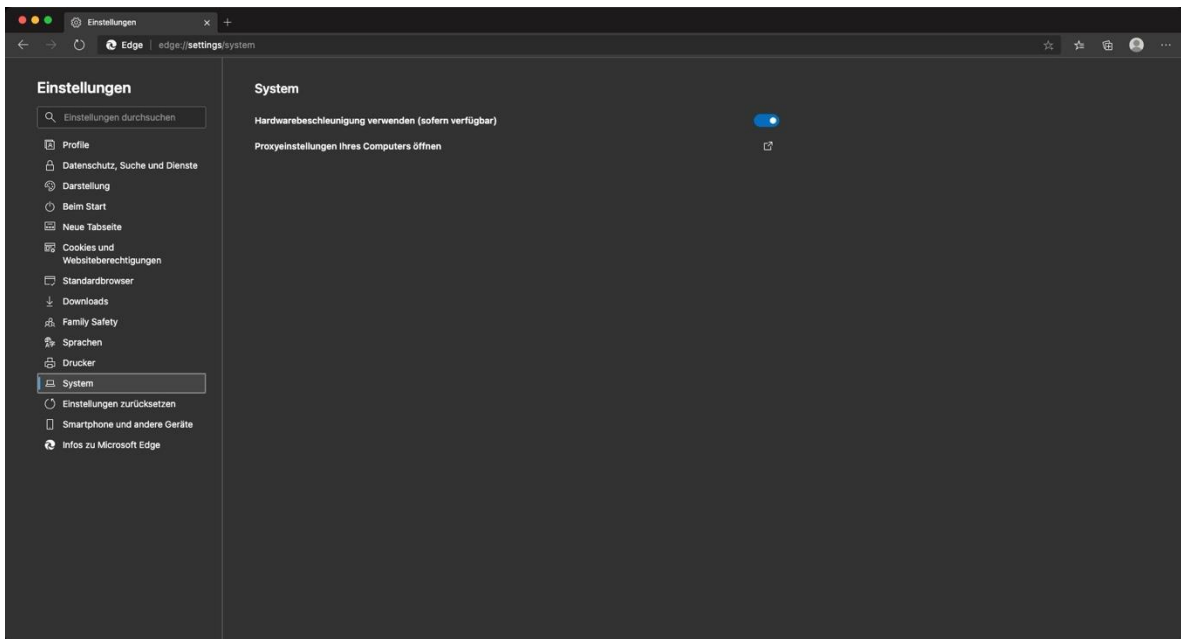 Einstellungen
Edge | edge://settings/system
Einstellungen
Einstellungen durchsuchen
Profile
Datenschutz, Suche und Dienste
Darstellung
Beim Start
Neue Tabseite
Cookies und
Websiteberechtigungen
Standardbrowser
Downloads
Family Safety
Sprachen
Drucker
System
Einstellungen zurücksetzen
Smartphone und andere Geräte
Infos zu Microsoft Edge
System
Hardwarebeschleunigung verwenden (sofern verfügbar)
Proxyeinstellungen Ihres Computers öffnen